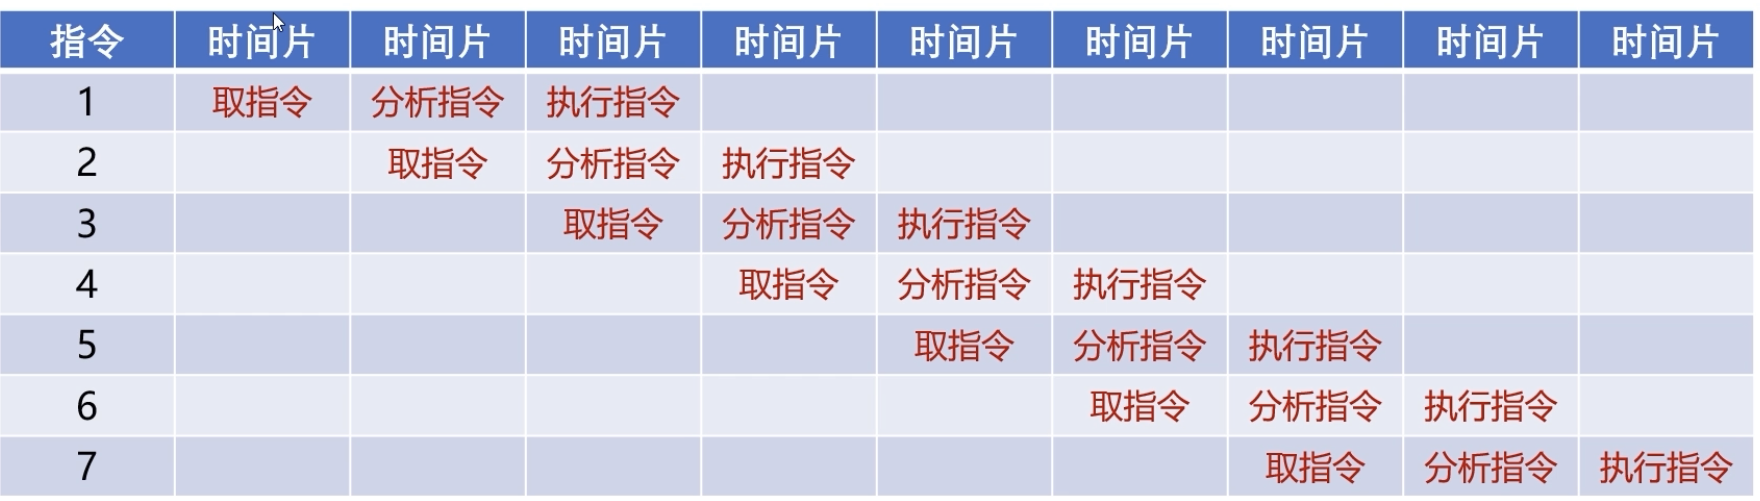 指令 时间片 时间片 时间片 时间片 时间片 时间片 时间片 时间片 时间片
1 取指令 分析指令 执行指令
2 取指令 分析指令 执行指令
3 取指令 分析指令 执行指令
4 取指令 分析指令 执行指令
5 取指令 分析指令 执行指令
6 取指令 分析指令 执行指令
7 取指令 分析指令 执行指令